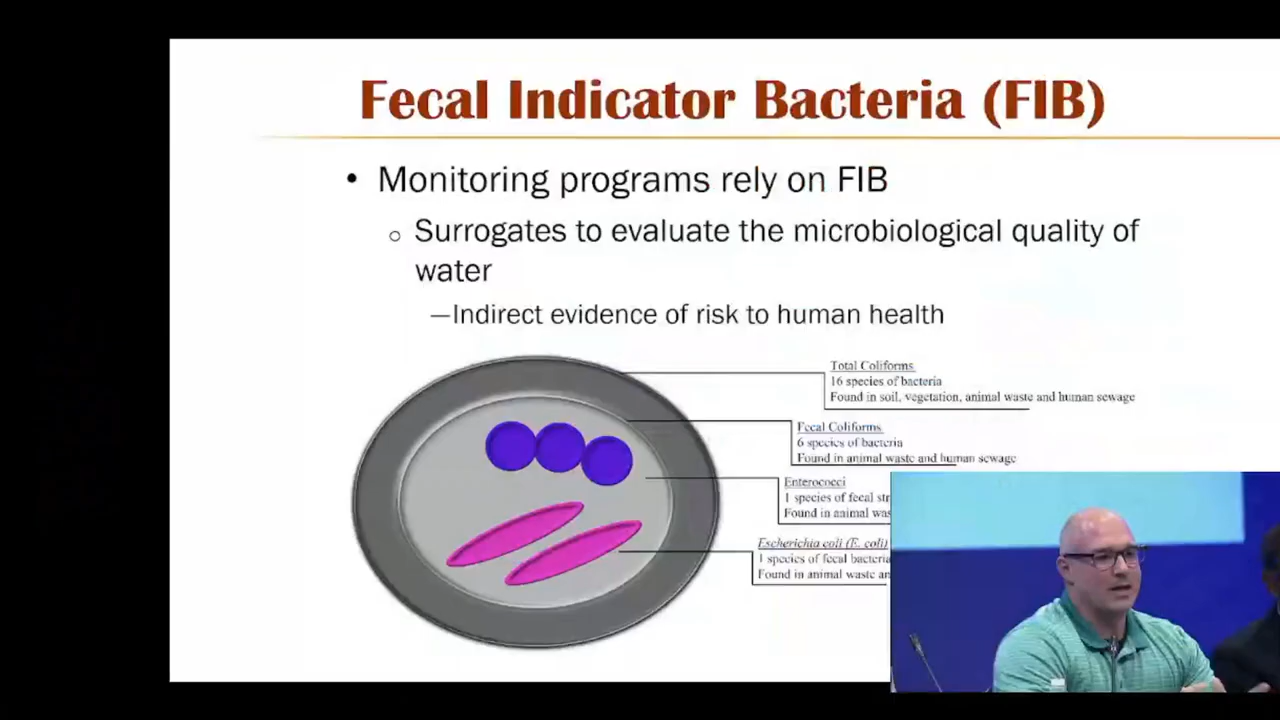 Fecal Indicator Bacteria (FIB)
• Monitoring programs rely on FIB
○ Surrogates to evaluate the microbiological quality of
water
—Indirect evidence of risk to human health
Total Coliforms
16 species of bacteria
Found in soil, vegetation, animal waste and human sewage
Fecal Coliforms
6 species of bacteria
Found in animal waste and human sewage
Enterococci
1 species of fecal
Found in animal
Escherichia coli (E. coli)
1 species of fecal bacteria
Found in animal waste